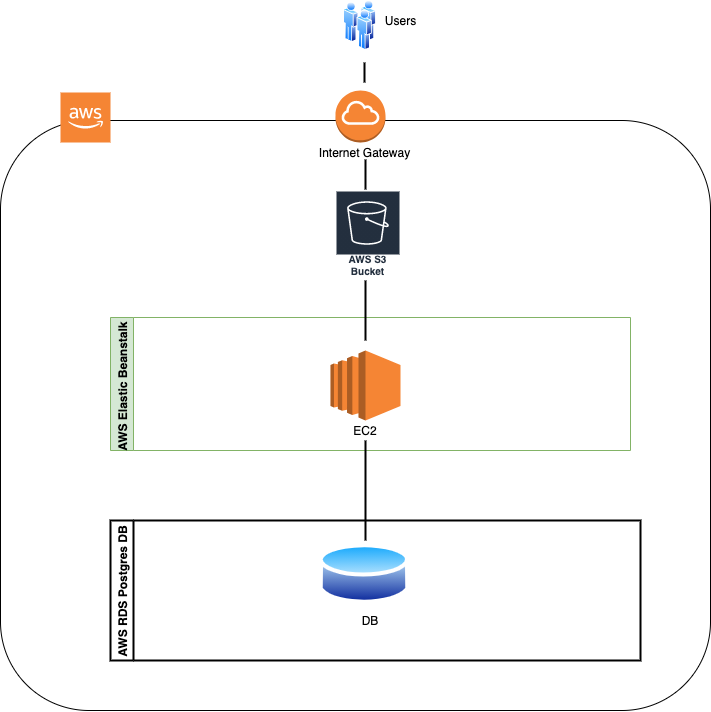 Users
aws
Internet Gateway
AWS S3
Bucket
AWS Elastic Beanstalk
EC2
AWS RDS Postgres DB
DB